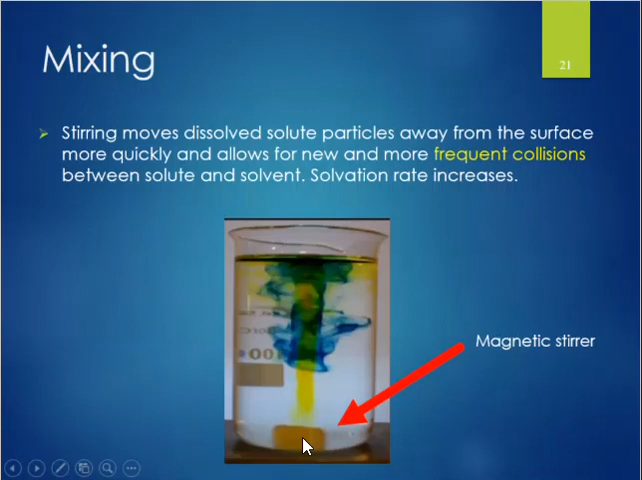 Mixing
21
Stirring moves dissolved solute particles away from the surface
more quickly and allows for new and more frequent collisions
between solute and solvent. Solvation rate increases.
Magnetic stirrer